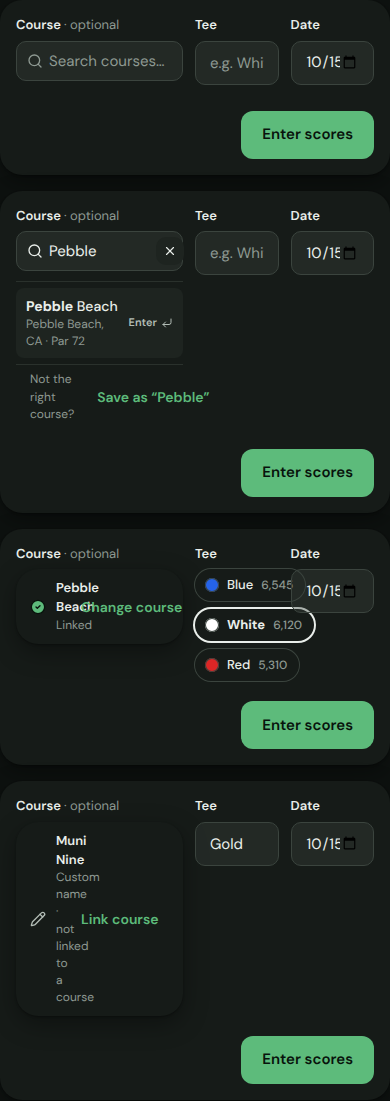 Course · optional Tee Date
Search courses... e.g. Whi 10/15
Enter scores
Course · optional Tee Date
Pebble e.g. Whi 10/15
Pebble Beach
Pebble Beach,
CA · Par 72
Enter
Not the
right
course?
Save as “Pebble”
Enter scores
Course · optional Tee Date
Pebble
Beach
Linked
Change course
Blue 6,545
White 6,120
Red 5,310
10/15
Enter scores
Course · optional Tee Date
Muni
Nine
Custom
name
·
not
linked
to
a
course
Link course
Gold 10/15
Enter scores